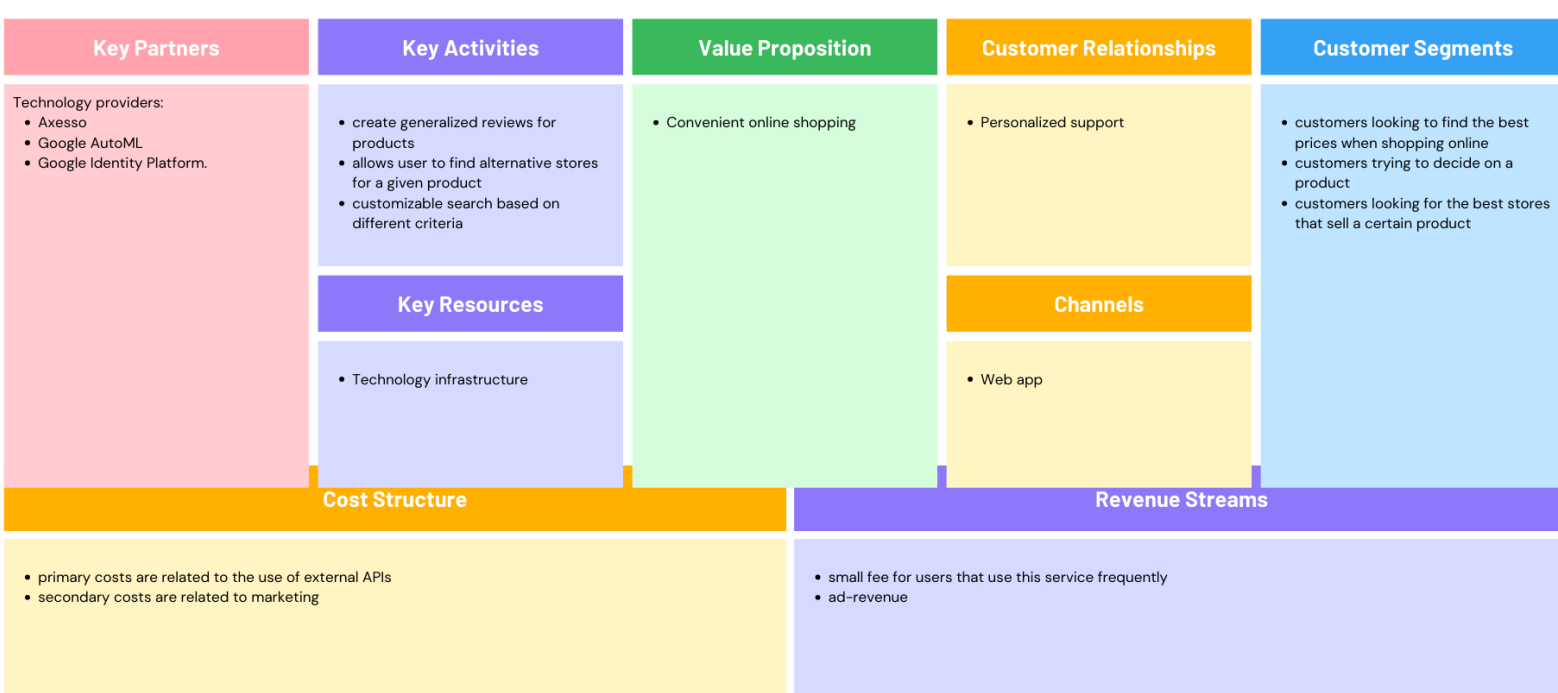 Key Partners
Technology providers:
• Axesso
• Google AutoML
• Google Identity Platform.
Key Activities
• create generalized reviews for
products
• allows user to find alternative stores
for a given product
• customizable search based on
different criteria
Key Resources
• Technology infrastructure
Value Proposition
• Convenient online shopping
Customer Relationships
• Personalized support
Channels
• Web app
Customer Segments
• customers looking to find the best
prices when shopping online
• customers trying to decide on a
product
• customers looking for the best stores
that sell a certain product
Cost Structure
• primary costs are related to the use of external APIs
• secondary costs are related to marketing
Revenue Streams
• small fee for users that use this service frequently
• ad-revenue